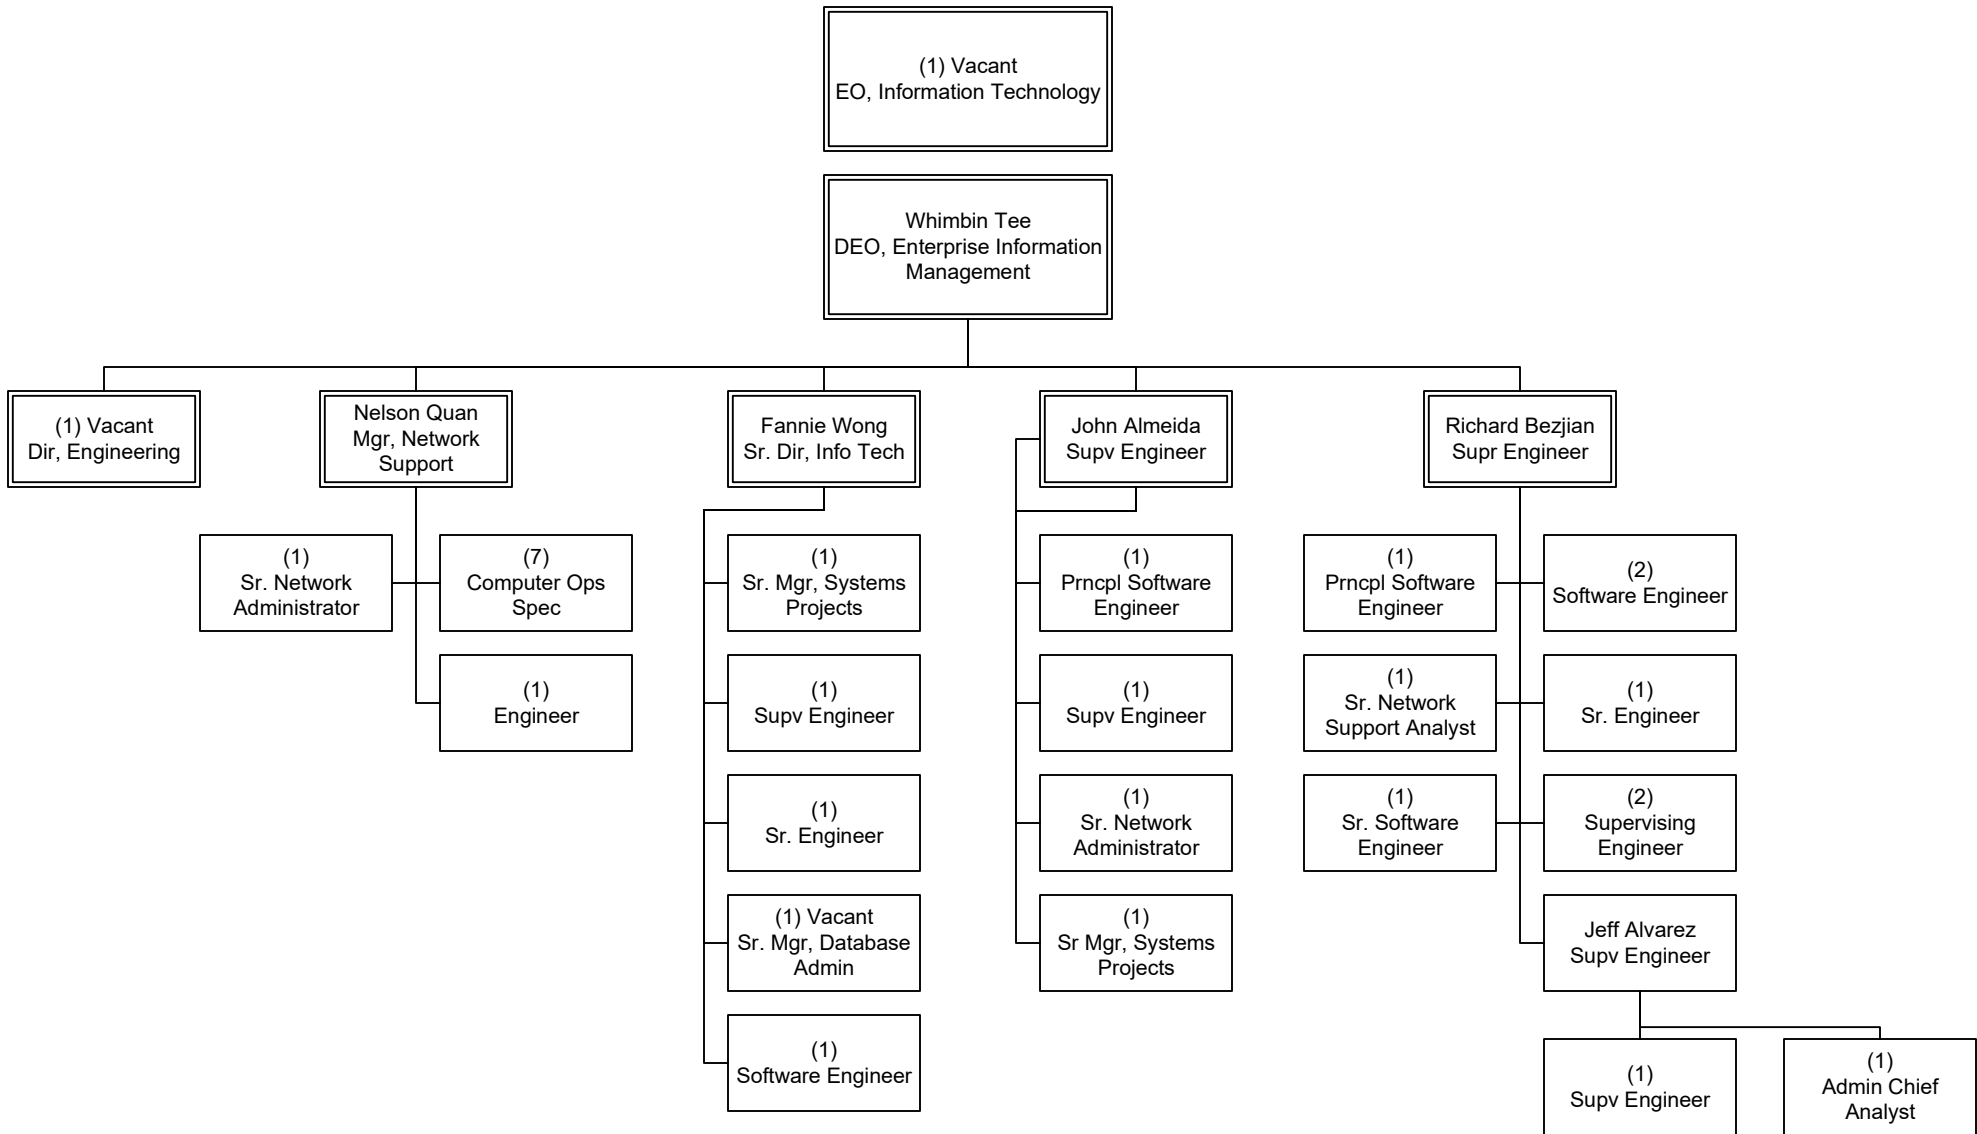 (1) Vacant
EO, Information Technology
Whimbin Tee
DEO, Enterprise Information
Management
(1) Vacant
Dir, Engineering
Nelson Quan
Mgr, Network
Support
Fannie Wong
Sr. Dir, Info Tech
John Almeida
Supv Engineer
Richard Bezjian
Supr Engineer
(1)
Sr. Network
Administrator
(7)
Computer Ops
Spec
(1)
Engineer
(1)
Sr. Mgr, Systems
Projects
(1)
Supv Engineer
(1)
Sr. Engineer
(1) Vacant
Sr. Mgr, Database
Admin
(1)
Software Engineer
(1)
Prncpl Software
Engineer
(1)
Supv Engineer
(1)
Sr. Network
Administrator
(1)
Sr Mgr, Systems
Projects
(1)
Prncpl Software
Engineer
(1)
Sr. Network
Support Analyst
(1)
Sr. Software
Engineer
(2)
Software Engineer
(1)
Sr. Engineer
(2)
Supervising
Engineer
Jeff Alvarez
Supv Engineer
(1)
Supv Engineer
(1)
Admin Chief
Analyst